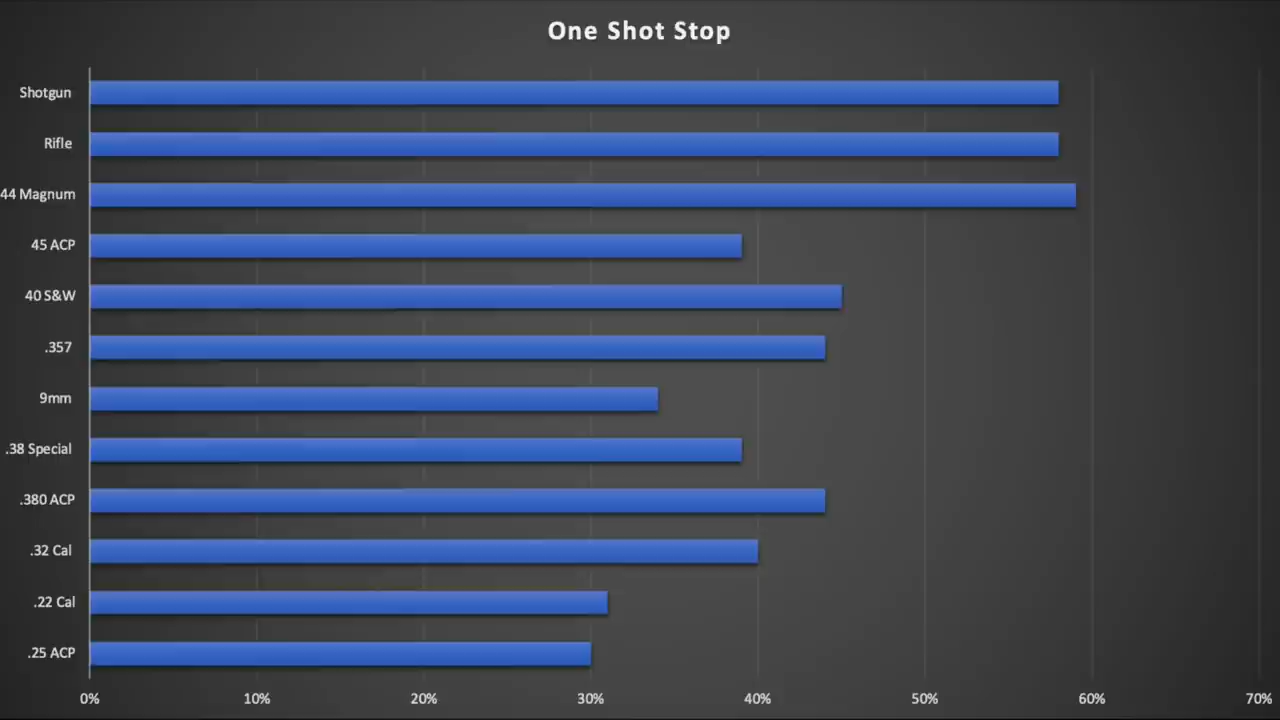 One Shot Stop
Shotgun
Rifle
44 Magnum
45 ACP
40 S&W
.357
9mm
.38 Special
.380 ACP
.32 Cal
.22 Cal
.25 ACP
0% 10% 20% 30% 40% 50% 60% 70%